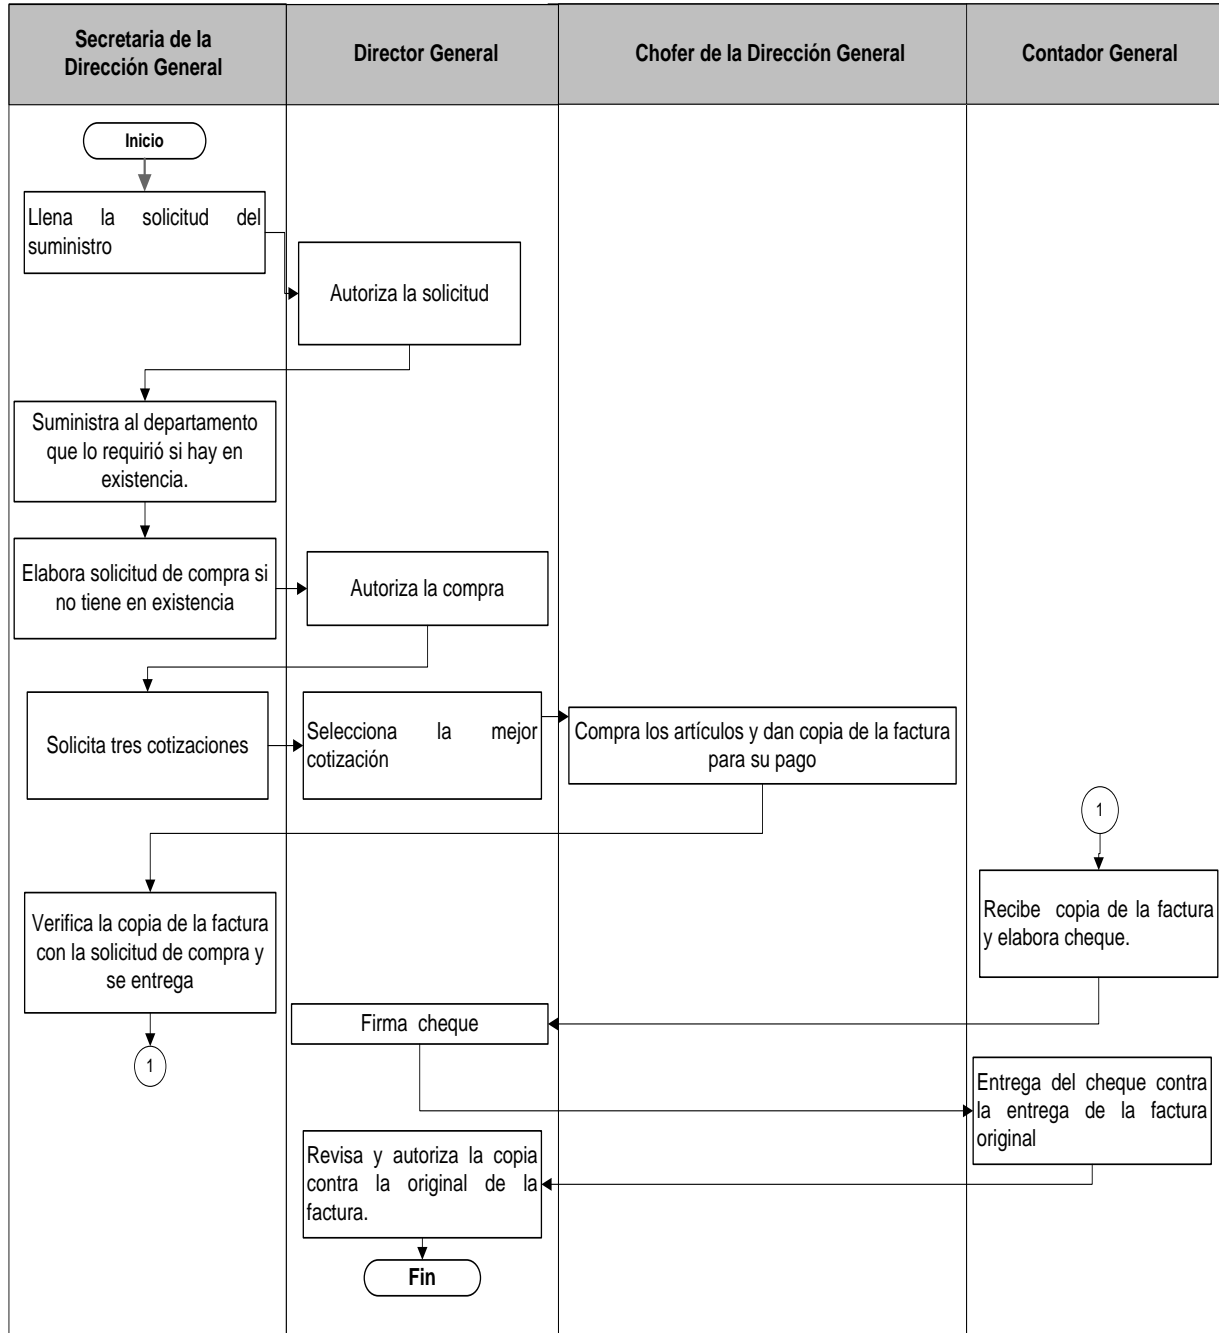 Secretaria de la
Dirección General
Director General
Chofer de la Dirección General
Contador General
Inicio
Llena la solicitud del
suministro
Autoriza la solicitud
Suministra al departamento
que lo requirió si hay en
existencia.
Elabora solicitud de compra si
no tiene en existencia
Autoriza la compra
Solicita tres cotizaciones
Selecciona la mejor
cotización
Compra los artículos y dan copia de la factura
para su pago
1
Verifica la copia de la factura
con la solicitud de compra y
se entrega
Recibe copia de la factura
y elabora cheque.
Firma cheque
1
Entrega del cheque contra
la entrega de la factura
original
Revisa y autoriza la copia
contra la original de la
factura.
Fin